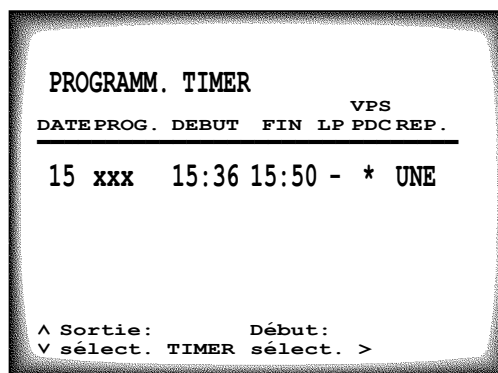 PROGRAMM. TIMER
VPS
DATE PROG. DEBUT FIN LP PDC REP.
15 xxx 15:36 15:50 - * UNE
∧ Sortie: Début:
∨ sélect. TIMER sélect. >